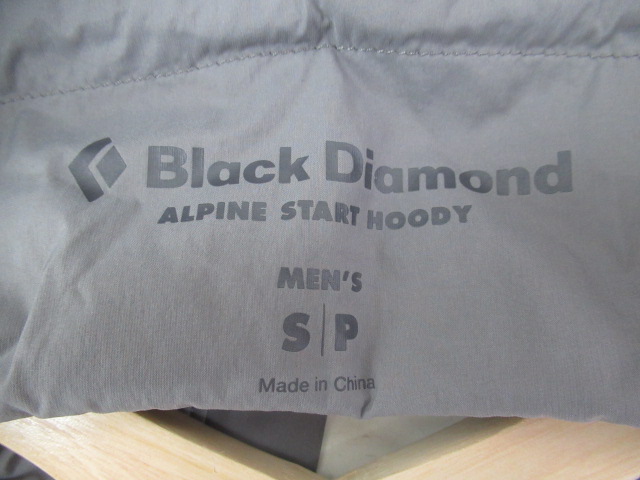 Black Diamond
ALPINE START HOODY
MEN'S
S|P
Made in China